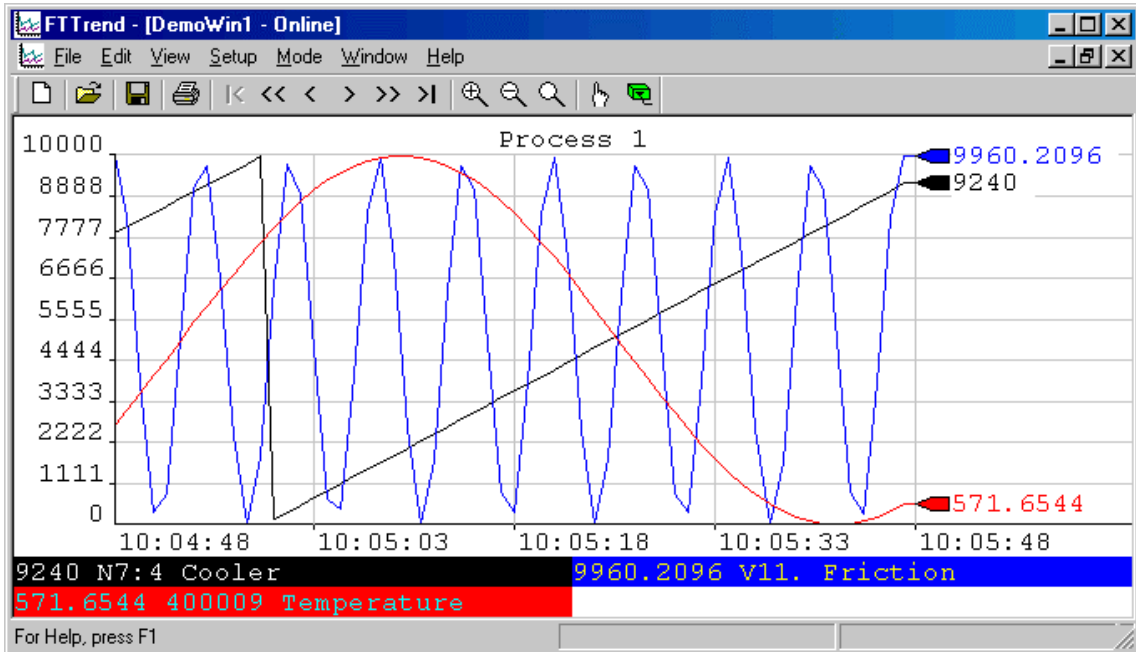 FTTrend - [DemoWin1 - Online]
File Edit View Setup Mode Window Help
Process 1
10000
8888
7777
6666
5555
4444
3333
2222
1111
0
9960.2096
9240
571.6544
10:04:48 10:05:03 10:05:18 10:05:33 10:05:48
9240 N7:4 Cooler 9960.2096 V11. Friction
571.6544 400009 Temperature
For Help, press F1